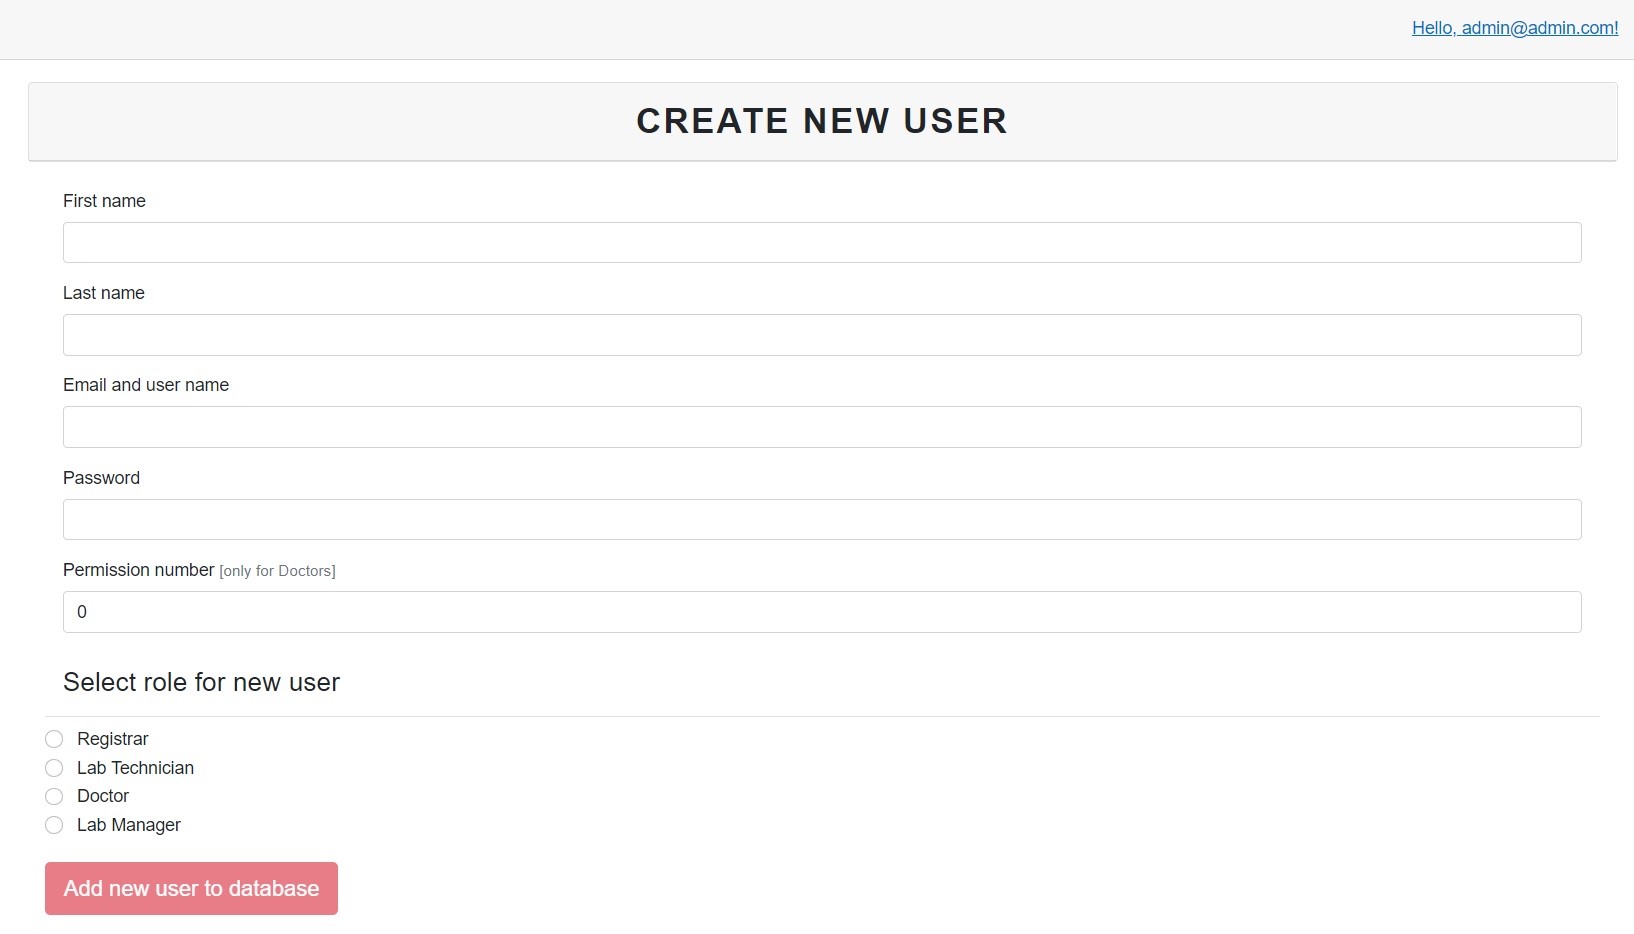 Hello, admin@admin.com!
CREATE NEW USER
First name
Last name
Email and user name
Password
Permission number [only for Doctors]
0
Select role for new user
Registrar
Lab Technician
Doctor
Lab Manager
Add new user to database